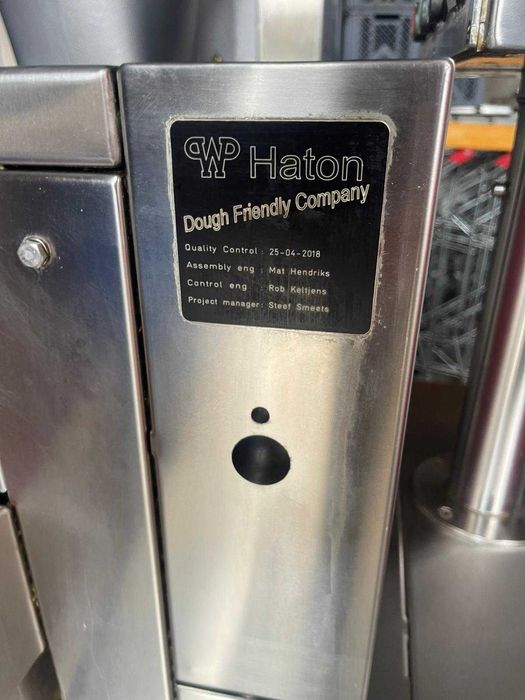 WP Haton
Dough Friendly Company
Quality Control : 25-04-2018
Assembly eng : Mat Hendriks
Control eng : Rob Keltjens
Project manager: Steef Smeets